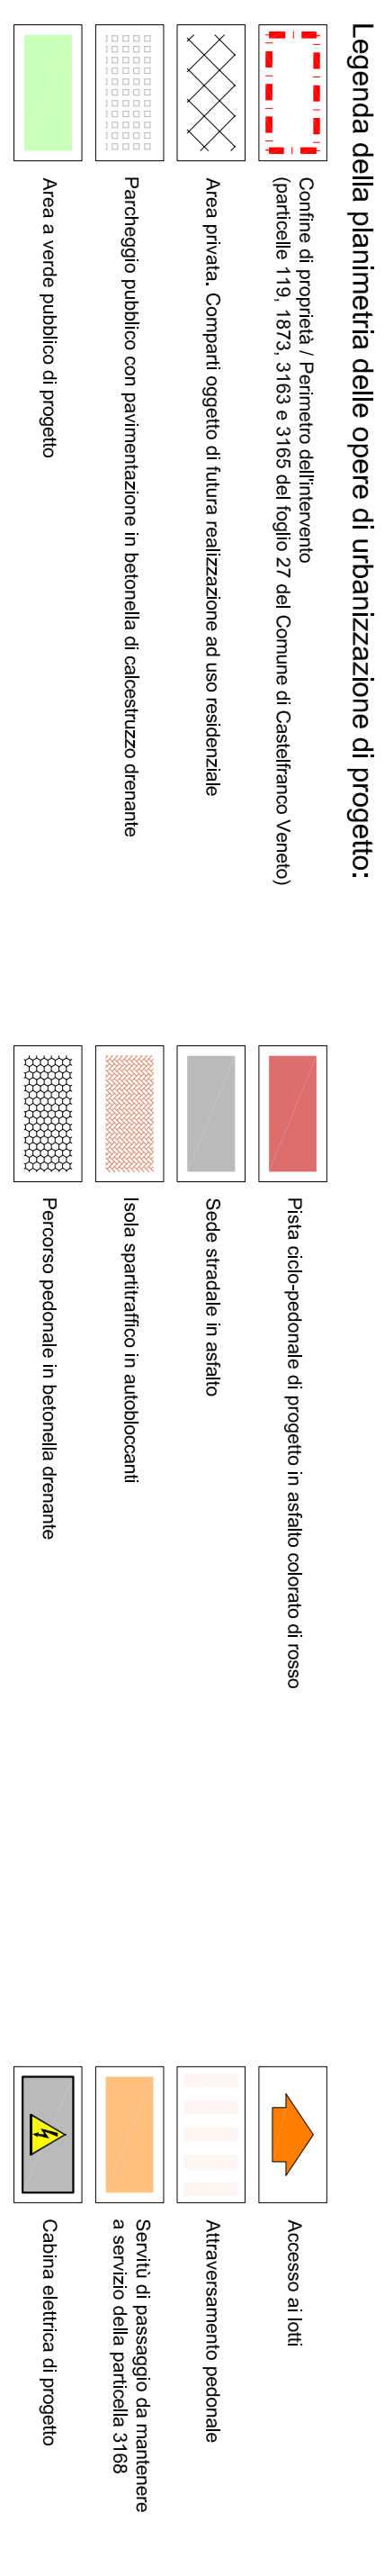 Legenda della planimetria delle opere di urbanizzazione di progetto:
Confine di proprietà / Perimetro dell'intervento
(particelle 119, 1873, 3163 e 3165 del foglio 27 del Comune di Castelfranco Veneto)
Area privata. Comparti oggetto di futura realizzazione ad uso residenziale
Parcheggio pubblico con pavimentazione in betonella di calcestruzzo drenante
Area a verde pubblico di progetto
Pista ciclo-pedonale di progetto in asfalto colorato di rosso
Sede stradale in asfalto
Isola spartitraffico in autobloccanti
Percorso pedonale in betonella drenante
Accesso ai lotti
Attraversamento pedonale
Servitù di passaggio da mantenere
a servizio della particella 3168
Cabina elettrica di progetto